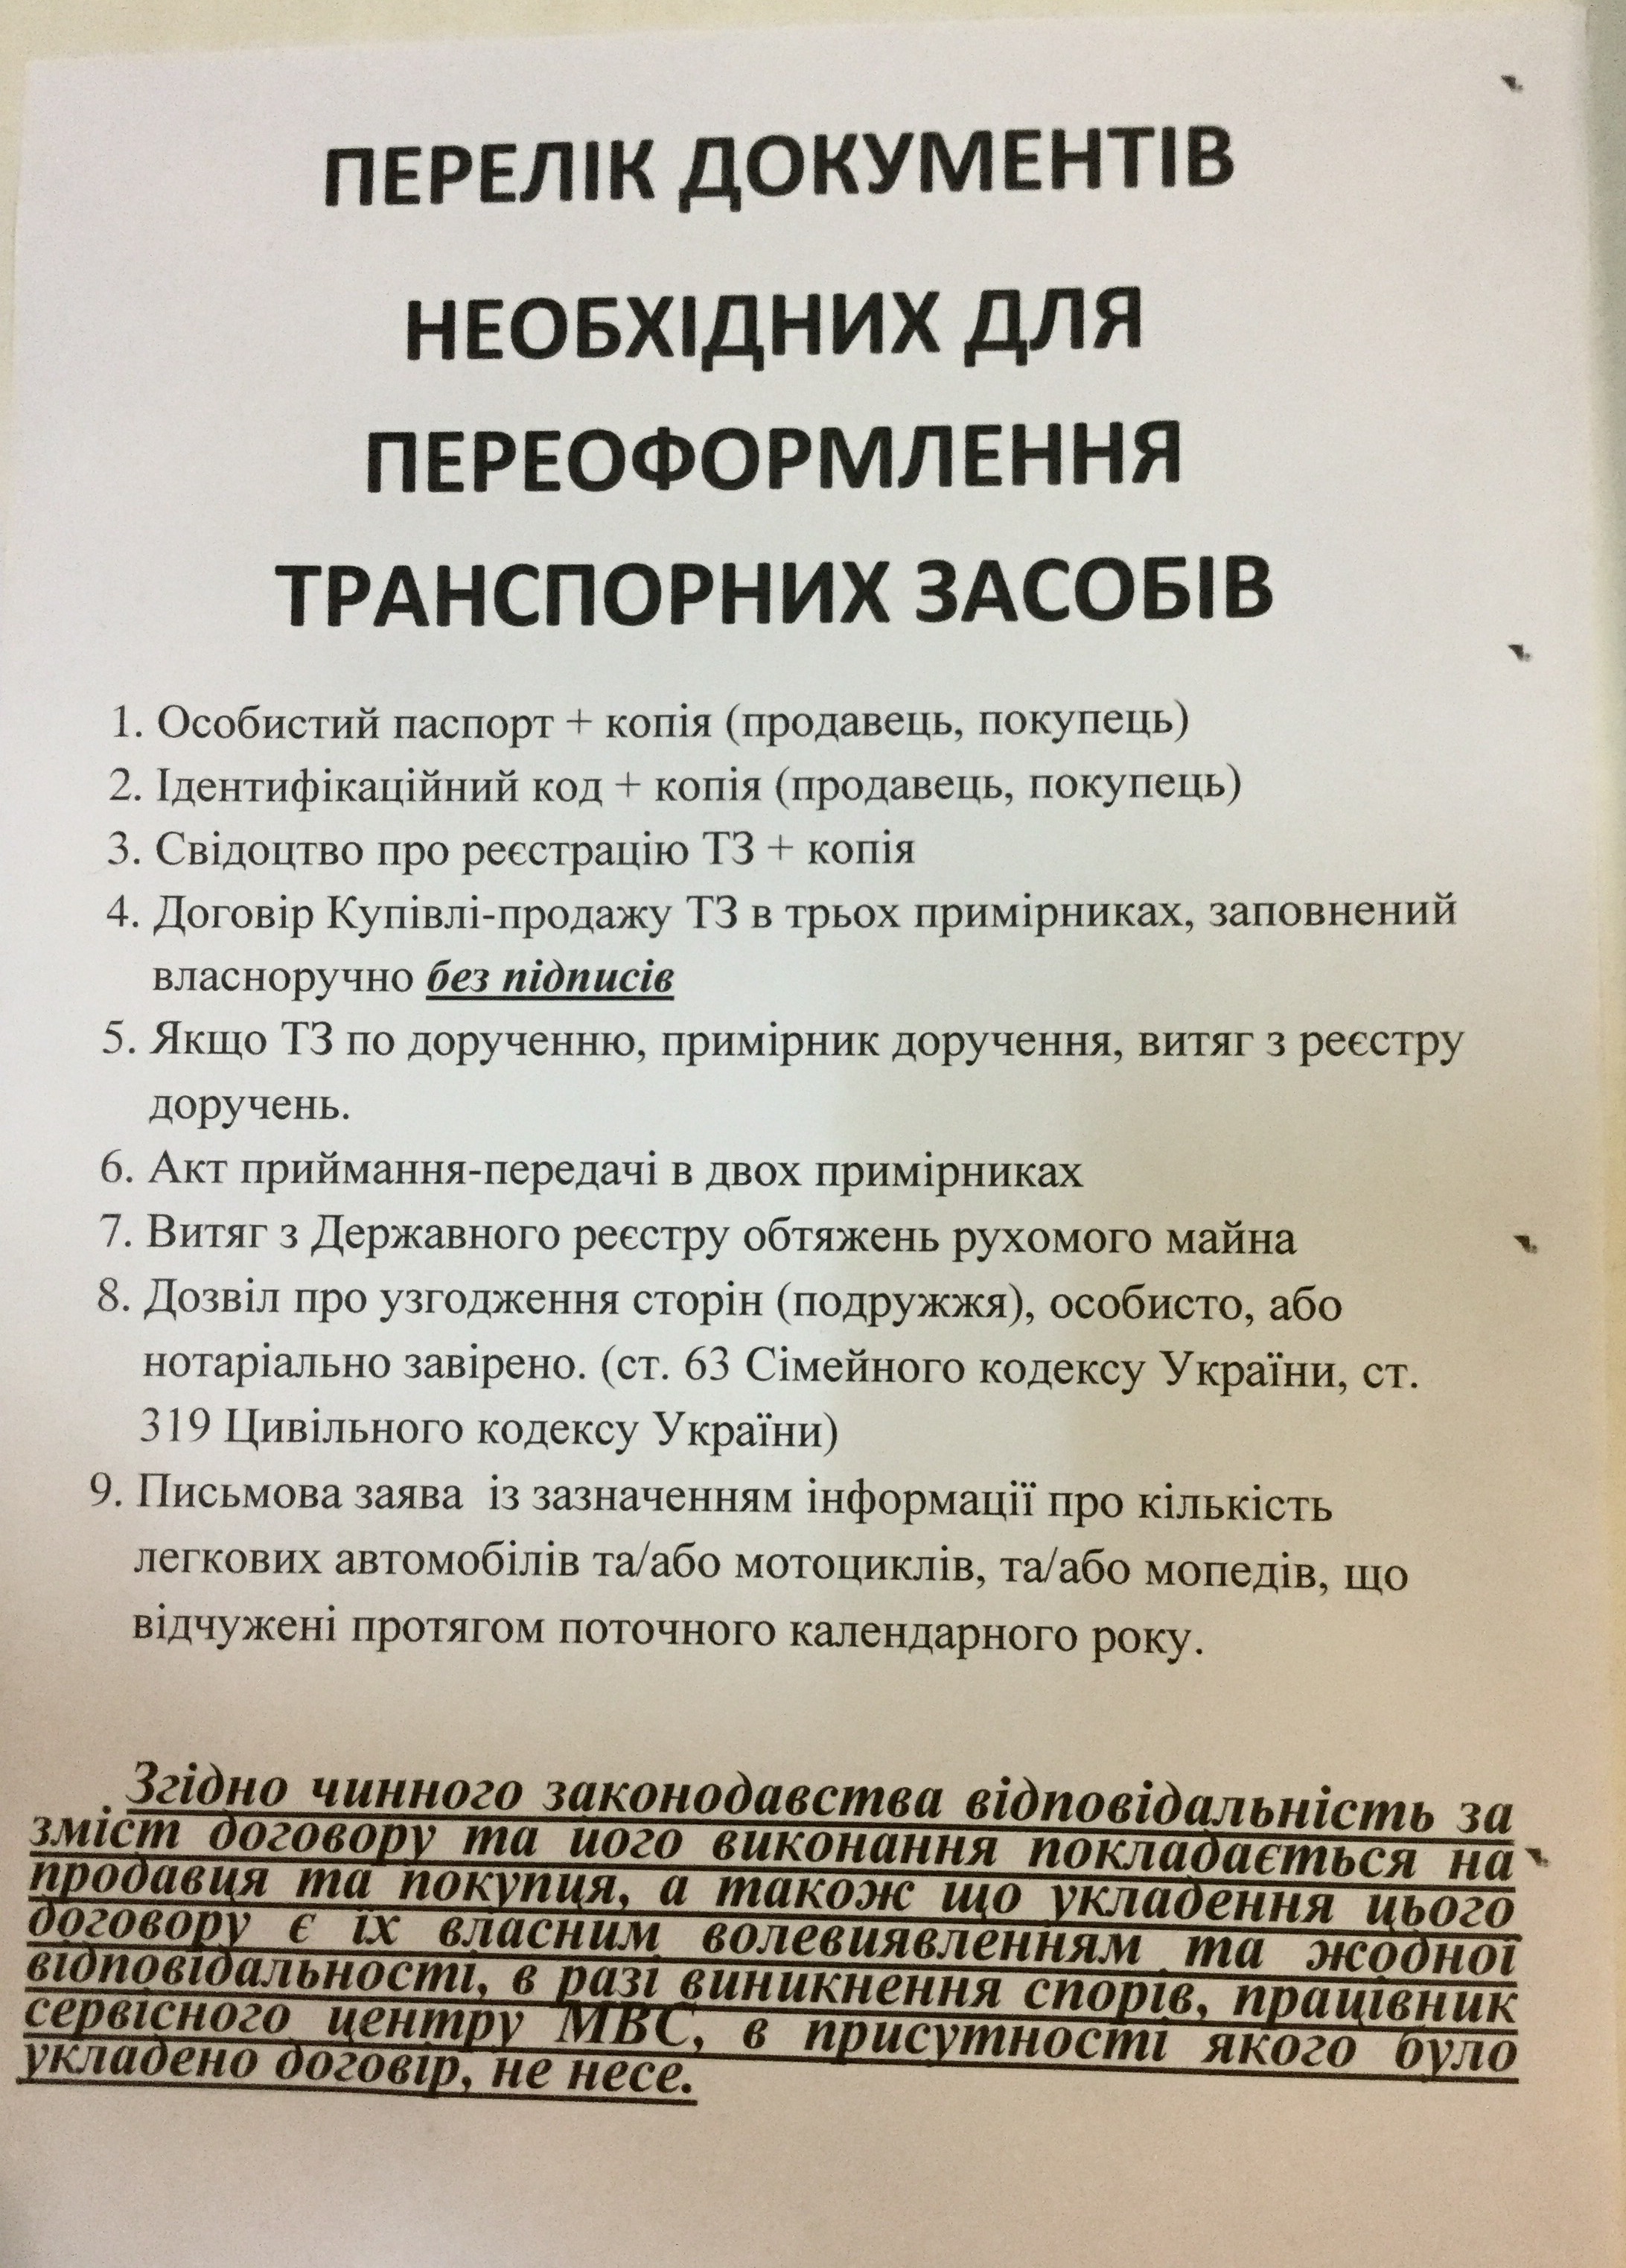 ПЕРЕЛІК ДОКУМЕНТІВ
НЕОБХІДНИХ ДЛЯ
ПЕРЕОФОРМЛЕННЯ
ТРАНСПОРНИХ ЗАСОБІВ
1. Особистий паспорт + копія (продавець, покупець)
2. Ідентифікаційний код + копія (продавець, покупець)
3. Свідоцтво про реєстрацію ТЗ + копія
4. Договір Купівлі-продажу ТЗ в трьох примірниках, заповнений
власноручно без підписів
5. Якщо ТЗ по дорученню, примірник доручення, витяг з реєстру
доручень.
6. Акт приймання-передачі в двох примірниках
7. Витяг з Державного реєстру обтяжень рухомого майна
8. Дозвіл про узгодження сторін (подружжя), особисто, або
нотаріально завірено. (ст. 63 Сімейного кодексу України, ст.
319 Цивільного кодексу України)
9. Письмова заява із зазначенням інформації про кількість
легкових автомобілів та/або мотоциклів, та/або мопедів, що
відчужені протягом поточного календарного року.
Згідно чинного законодавства відповідальність за
зміст договору та його виконання покладається на
продавця та покупця, а також що укладення цього
договору є їх власним волевиявленням та жодної
відповідальності, в разі виникнення спорів, працівник
сервісного центру МВС, в присутності якого було
укладено договір, не несе.